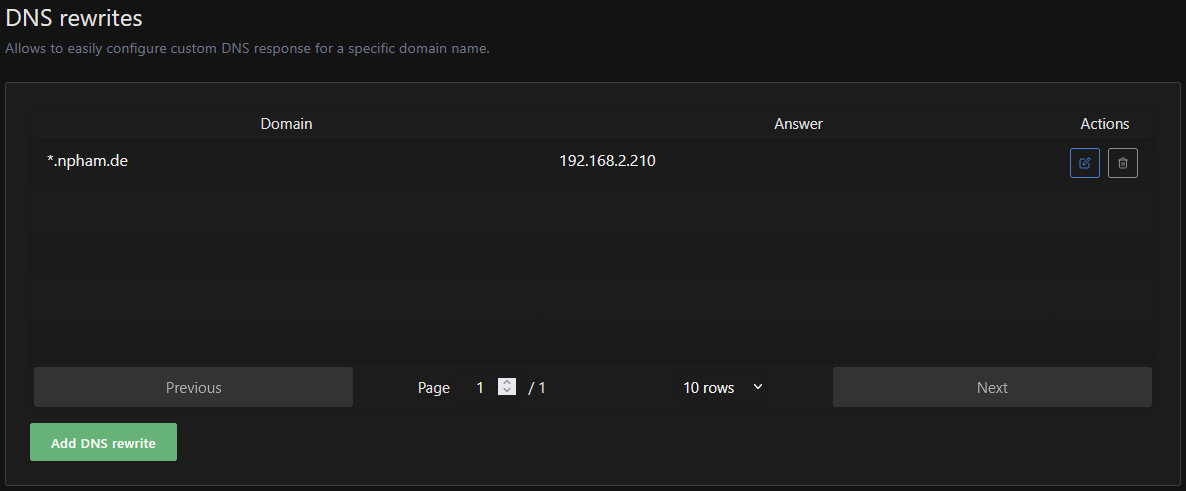 DNS rewrites
Allows to easily configure custom DNS response for a specific domain name.
Domain Answer Actions
*.npham.de 192.168.2.210
Previous Page 1 / 1 10 rows Next
Add DNS rewrite